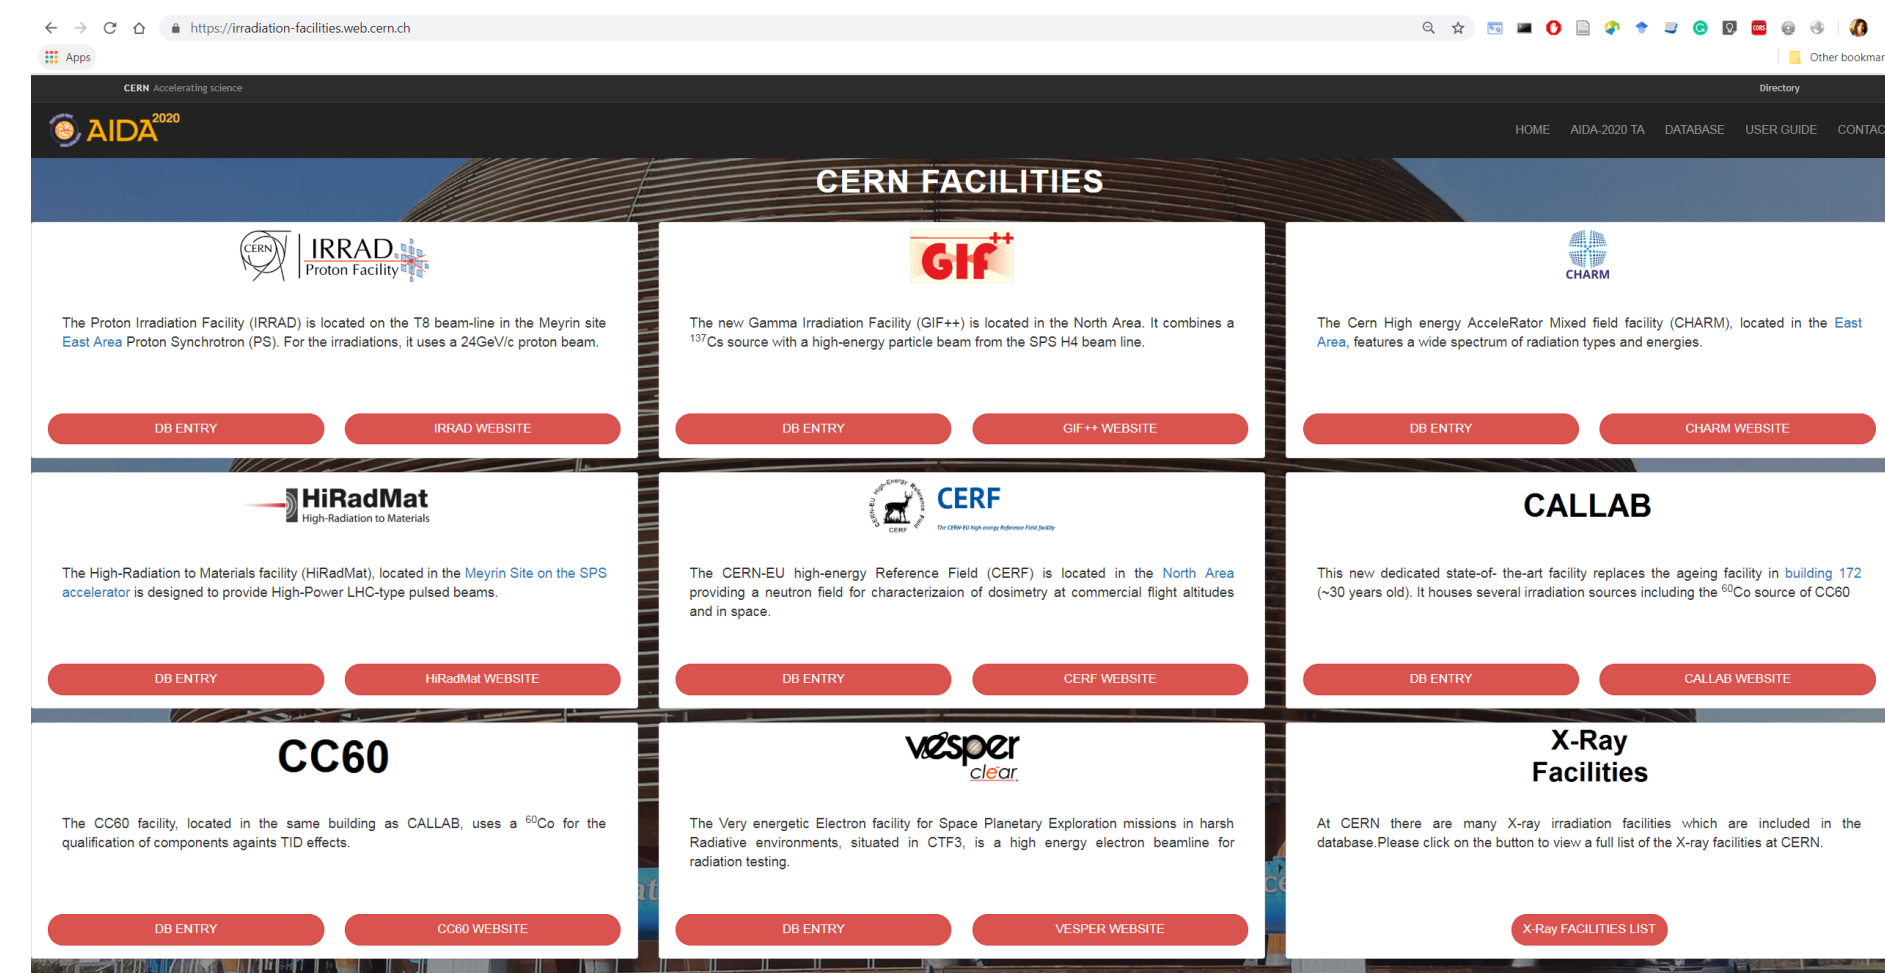 https://irradiation-facilities.web.cern.ch
Apps
Other bookmar
CERN Accelerating science
Directory
AIDA2020
HOME AIDA-2020 TA DATABASE USER GUIDE CONTAC
CERN FACILITIES
CERN IRRAD
Proton Facility
The Proton Irradiation Facility (IRRAD) is located on the T8 beam-line in the Meyrin site
East Area Proton Synchrotron (PS). For the irradiations, it uses a 24GeV/c proton beam.
DB ENTRY IRRAD WEBSITE
GIF++
The new Gamma Irradiation Facility (GIF++) is located in the North Area. It combines a
137Cs source with a high-energy particle beam from the SPS H4 beam line.
DB ENTRY GIF++ WEBSITE
CHARM
The Cern High energy AcceleRator Mixed field facility (CHARM), located in the East
Area, features a wide spectrum of radiation types and energies.
DB ENTRY CHARM WEBSITE
HiRadMat
High-Radiation to Materials
The High-Radiation to Materials facility (HiRadMat), located in the Meyrin Site on the SPS
accelerator is designed to provide High-Power LHC-type pulsed beams.
DB ENTRY HiRadMat WEBSITE
CERN-EU High-Energy Reference Field
CERF
CERF
The CERN-EU high energy Reference Field facility
The CERN-EU high-energy Reference Field (CERF) is located in the North Area
providing a neutron field for characterizaion of dosimetry at commercial flight altitudes
and in space.
DB ENTRY CERF WEBSITE
CALLAB
This new dedicated state-of- the-art facility replaces the ageing facility in building 172
(~30 years old). It houses several irradiation sources including the 60Co source of CC60
DB ENTRY CALLAB WEBSITE
CC60
The CC60 facility, located in the same building as CALLAB, uses a 60Co for the
qualification of components againts TID effects.
DB ENTRY CC60 WEBSITE
vesper
clear
The Very energetic Electron facility for Space Planetary Exploration missions in harsh
Radiative environments, situated in CTF3, is a high energy electron beamline for
radiation testing.
DB ENTRY VESPER WEBSITE
X-Ray
Facilities
At CERN there are many X-ray irradiation facilities which are included in the
database.Please click on the button to view a full list of the X-ray facilities at CERN.
X-Ray FACILITIES LIST